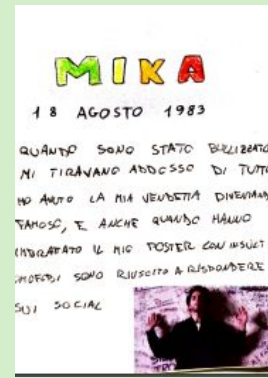 MIKA
18 AGOSTO 1983
QUANDO SONO STATO BULLIZZATO
MI TIRAVANO ADDOSSO DI TUTTO
HO AVUTO LA MIA VENDETTA DIVENTANDO
FAMOSO, E ANCHE QUANDO HANNO
IMBRATTATO IL MIO POSTER CON INSULTI
OMOFOBI SONO RIUSCITO A RISPONDERE
SUI SOCIAL